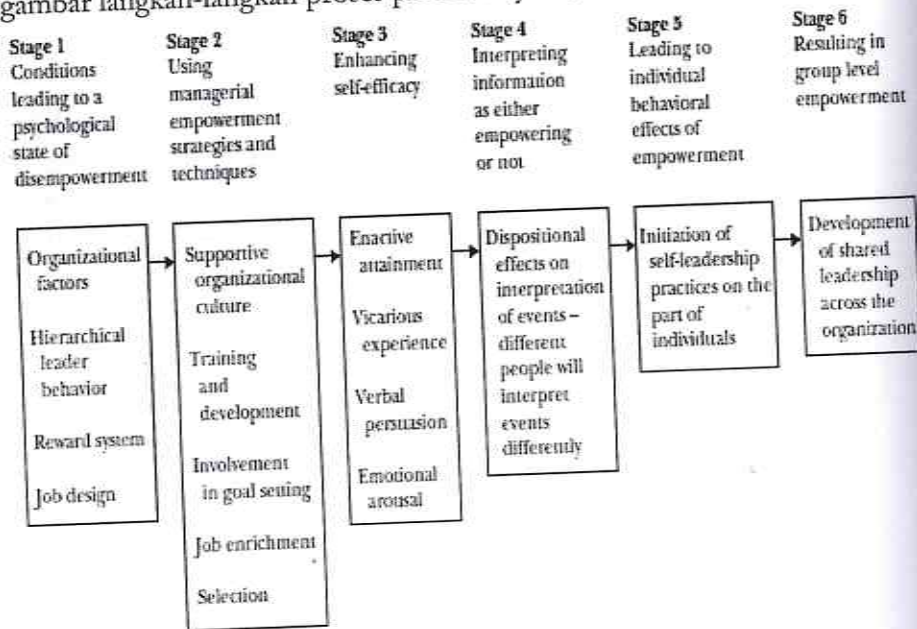 gambar langkah-langkah proses
Stage 1
Conditions
leading to a
psychological
state of
disempowerment
Stage 2
Using
managerial
empowerment
strategies and
techniques
Stage 3
Enhancing
self-efficacy
Stage 4
Interpreting
information
as either
empowering
or not
Stage 5
Leading to
individual
behavioral
effects of
empowerment
Stage 6
Resulting in
group level
empowerment
Organizational
factors
Hierarchical
leader
behavior
Reward system
Job design
Supportive
organizational
culture
Training
and
development
Involvement
in goal setting
Job enrichment
Selection
Enactive
attainment
Vicarious
experience
Verbal
persuasion
Emotional
arousal
Dispositional
effects on
interpretation
of events –
different
people will
interpret
events
differently
Initiation of
self-leadership
practices on the
part of
individuals
Development
of shared
leadership
across the
organization